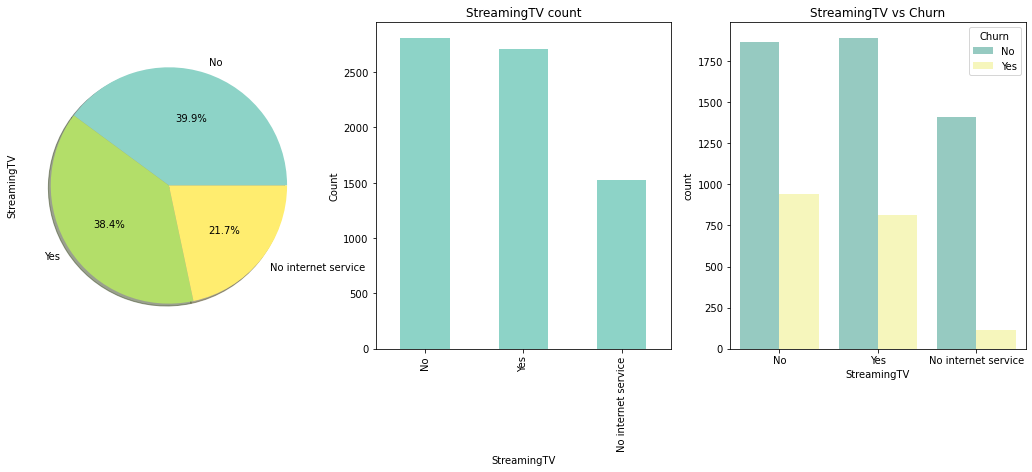 StreamingTV
No
39.9%
Yes
38.4%
No internet service
21.7%
StreamingTV count
Count
2500
2000
1500
1000
500
0
No
Yes
No internet service
StreamingTV
StreamingTV vs Churn
Churn
No
Yes
count
1750
1500
1250
1000
750
500
250
0
No
Yes
No internet service
StreamingTV